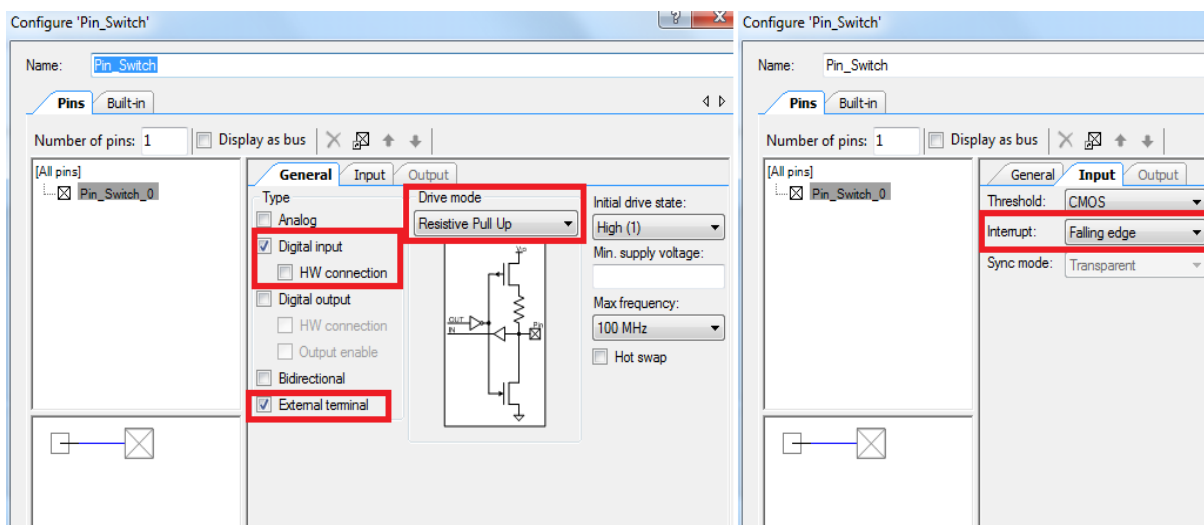 Configure 'Pin_Switch'
Name: Pin_Switch
Pins Built-in
Number of pins: 1 Display as bus
[All pins]
Pin_Switch_0
General Input Output
Type
Analog
Digital input
HW connection
Digital output
HW connection
Output enable
Bidirectional
External terminal
Drive mode
Resistive Pull Up
Vio
OUT
IN
Pin
Initial drive state:
High (1)
Min. supply voltage:
Max frequency:
100 MHz
Hot swap
Configure 'Pin_Switch'
Name: Pin_Switch
Pins Built-in
Number of pins: 1 Display as bus
[All pins]
Pin_Switch_0
General Input Output
Threshold: CMOS
Interrupt: Falling edge
Sync mode: Transparent